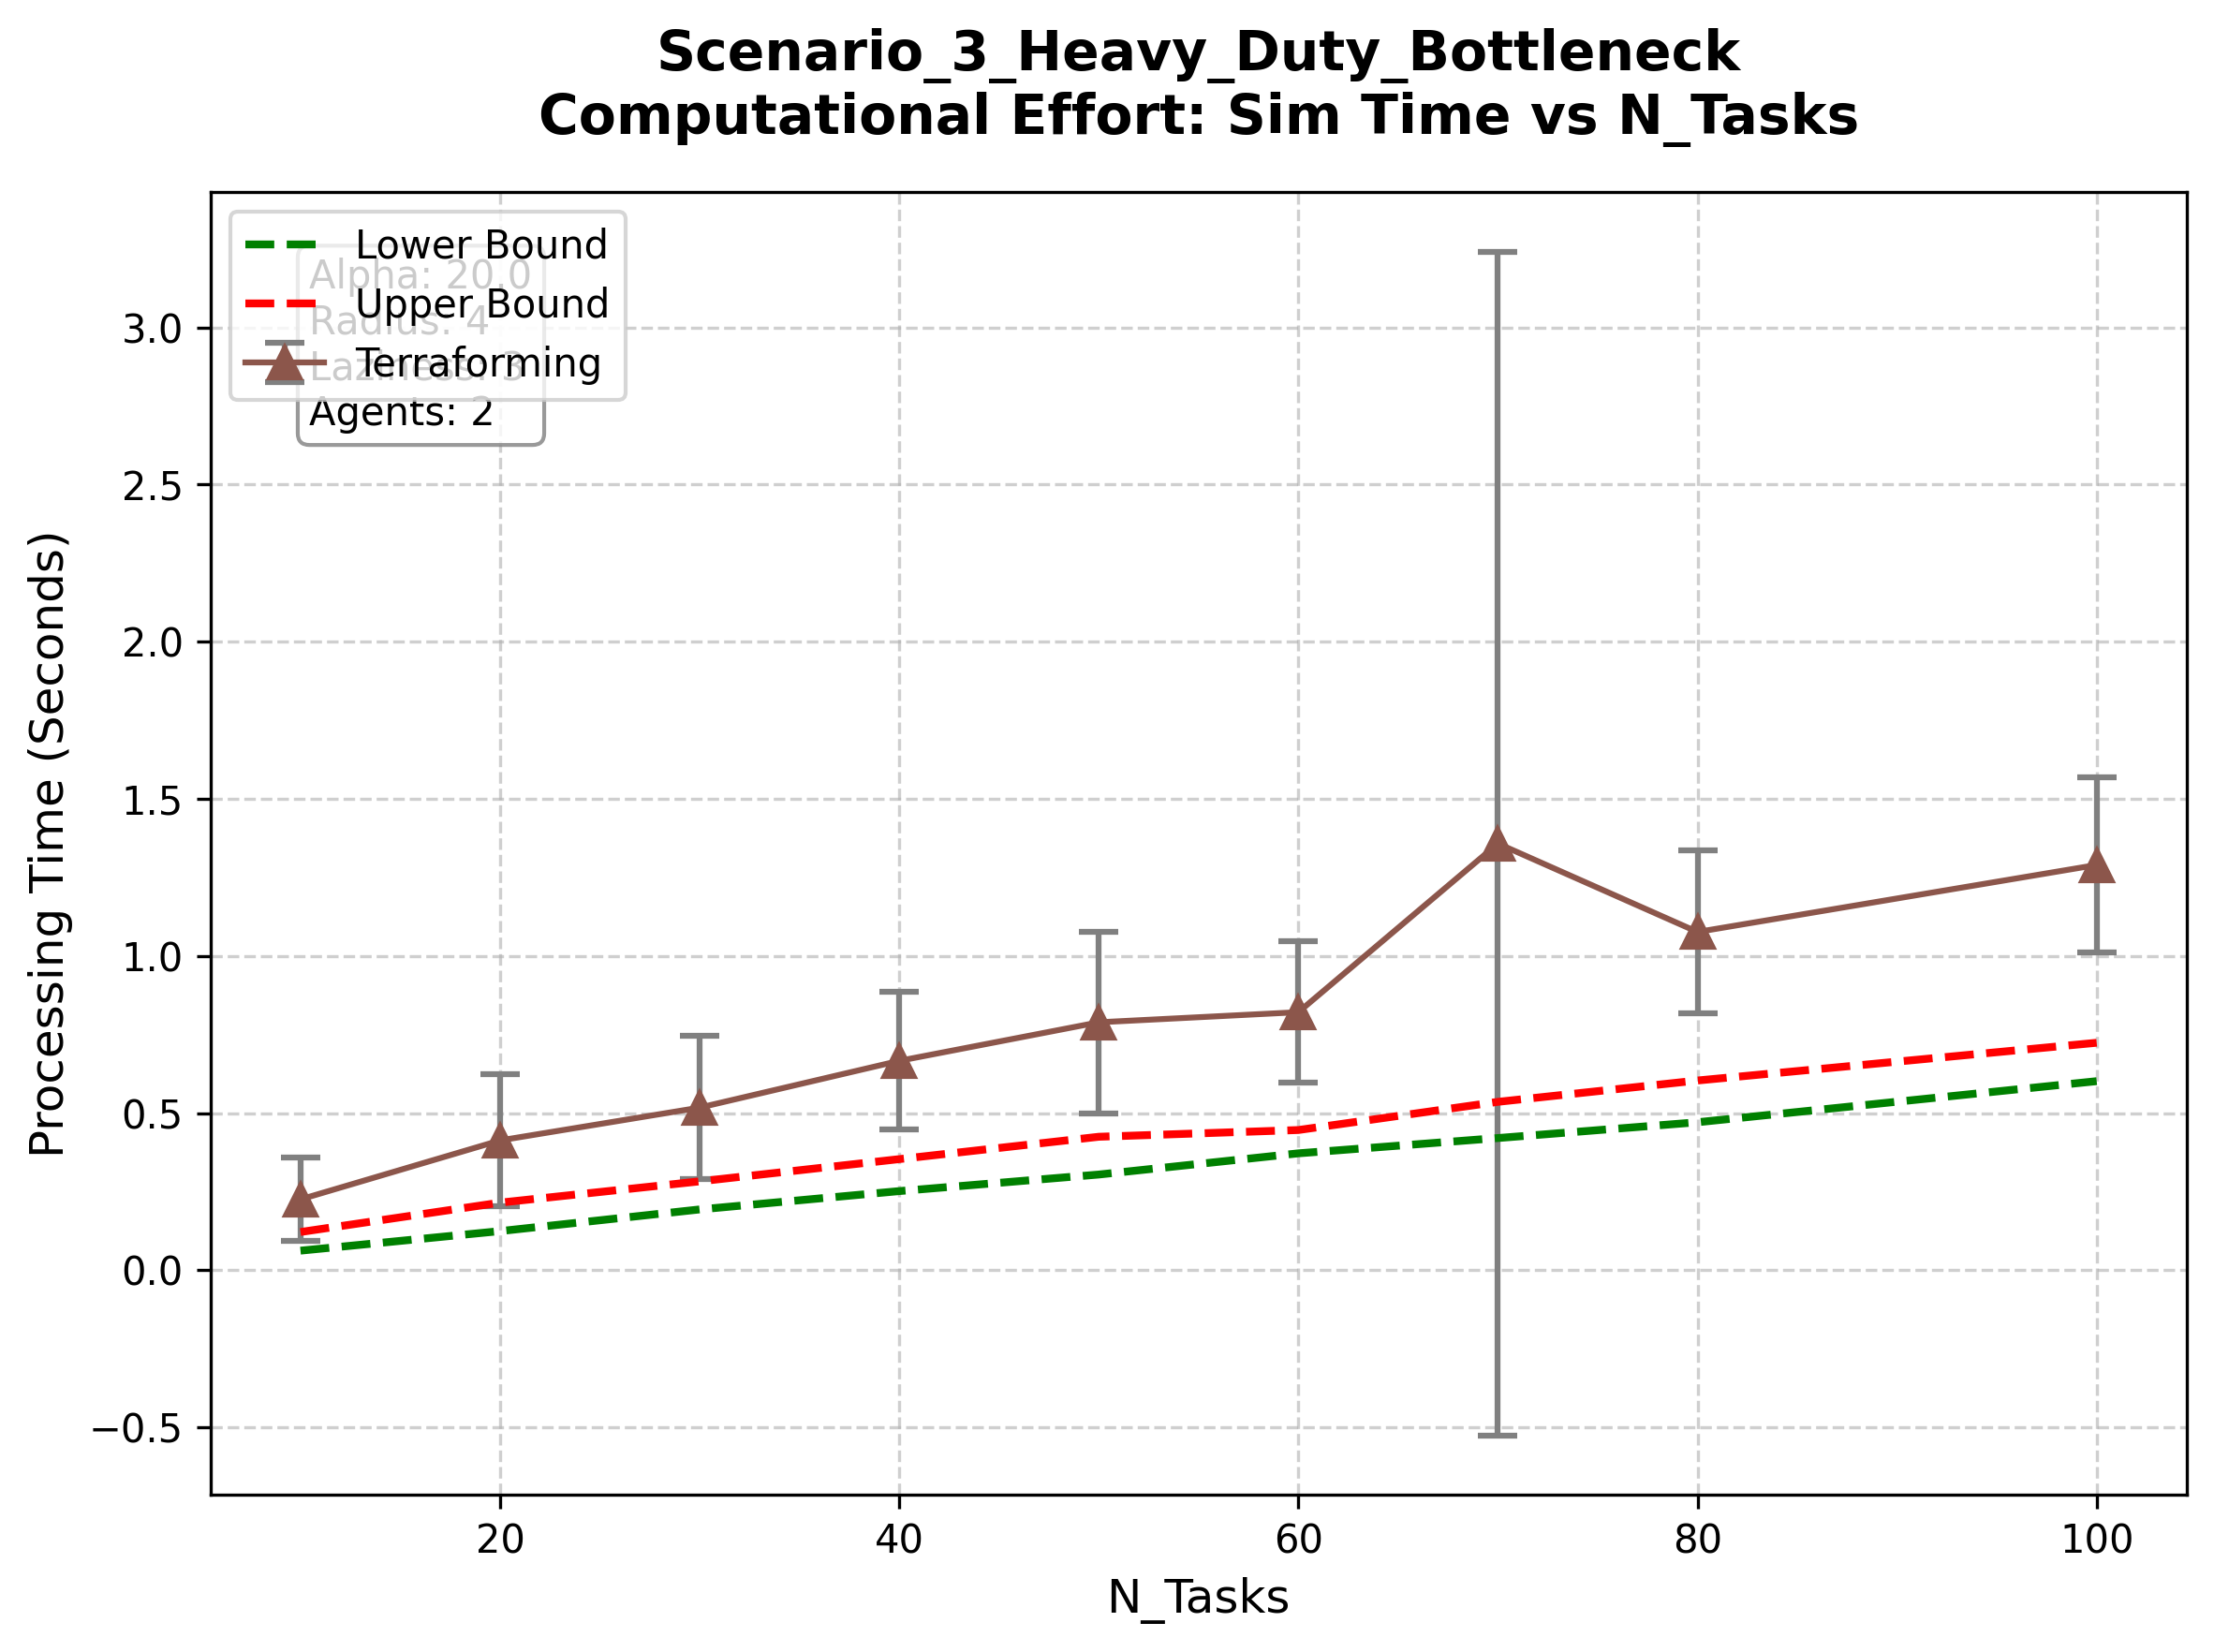 Scenario_3_Heavy_Duty_Bottleneck
Computational Effort: Sim Time vs N_Tasks
Lower Bound
Upper Bound
Terraforming
Alpha: 20.0
Radius: 4
Laziness: 3
Agents: 2
Processing Time (Seconds)
3.0
2.5
2.0
1.5
1.0
0.5
0.0
−0.5
20
40
60
80
100
N_Tasks